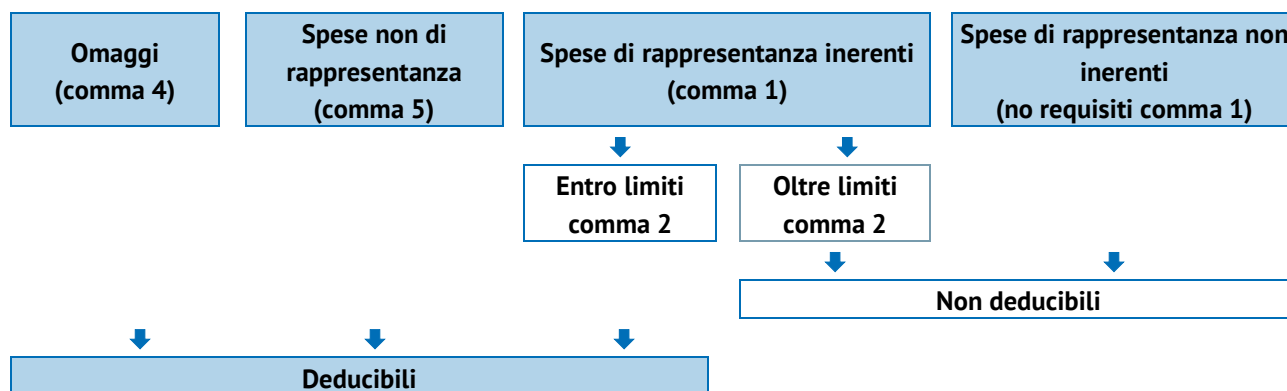 Omaggi
(comma 4)
Spese non di
rappresentanza
(comma 5)
Spese di rappresentanza inerenti
(comma 1)
Spese di rappresentanza non
inerenti
(no requisiti comma 1)
Entro limiti
comma 2
Oltre limiti
comma 2
Non deducibili
Deducibili